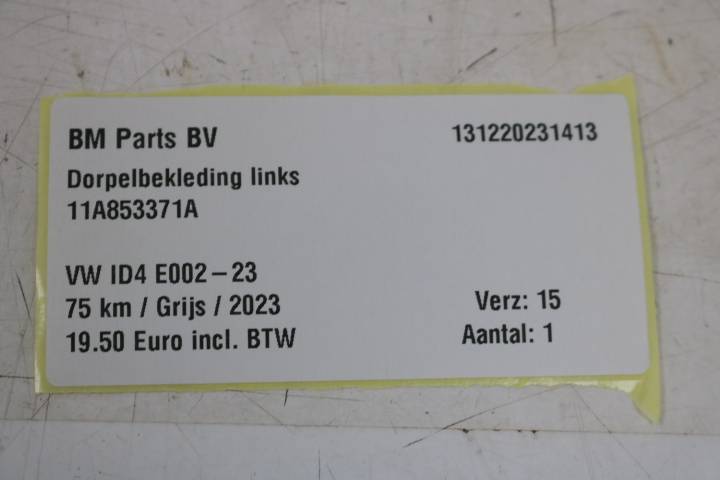 BM Parts BV 131220231413
Dorpelbekleding links
11A853371A
VW ID4 E002-23
75 km / Grijs / 2023 Verz: 15
19.50 Euro incl. BTW Aantal: 1